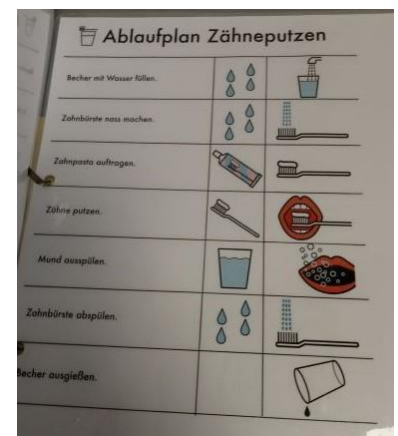 Ablaufplan Zähneputzen
Becher mit Wasser füllen.
Zahnbürste nass machen.
Zahnpasta auftragen.
Zähne putzen.
Mund ausspülen.
Zahnbürste abspülen.
Becher ausgießen.